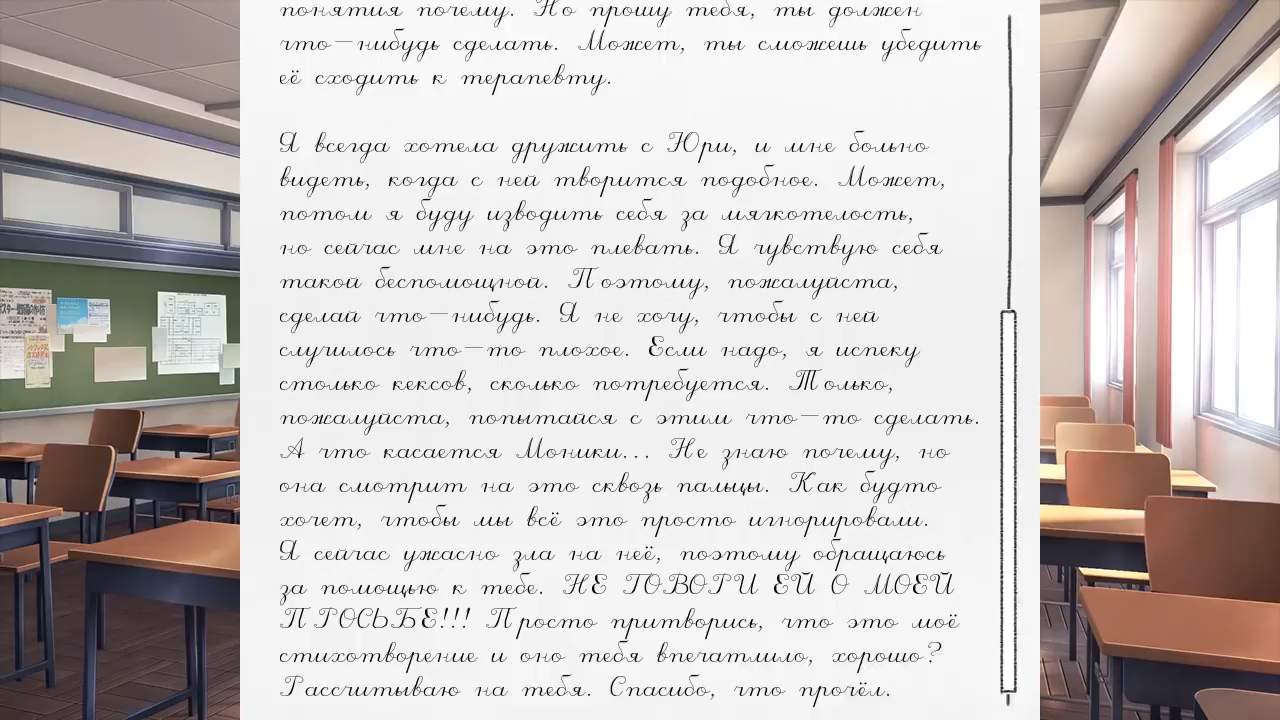 понятия почему. Но прошу тебя, ты должен
что-нибудь сделать. Может, ты сможешь убедить
её сходить к терапевту.
Я всегда хотела дружить с Юри, и мне больно
видеть, когда с ней творится подобное. Может,
потом я буду изводить себя за мягкотелость,
но сейчас мне на это плевать. Я чувствую себя
такой беспомощной. Поэтому, пожалуйста,
сделай что-нибудь. Я не хочу, чтобы с ней
случилось что-то плохое. Если надо, я испеку
столько кексов, сколько потребуется. Только,
пожалуйста, попытайся с этим что-то сделать.
А что касается Моники... Не знаю почему, но
она смотрит на это сквозь пальцы. Как будто
хочет, чтобы мы всё это просто игнорировали.
Я сейчас ужасно зла на неё, поэтому обращаюсь
за помощью к тебе. НЕ ГОВОРИ ЕЙ О МОЕЙ
ПРОСЬБЕ!!! Просто притворись, что это моё
стихотворение и оно тебя впечатлило, хорошо?
Рассчитываю на тебя. Спасибо, что прочёл.